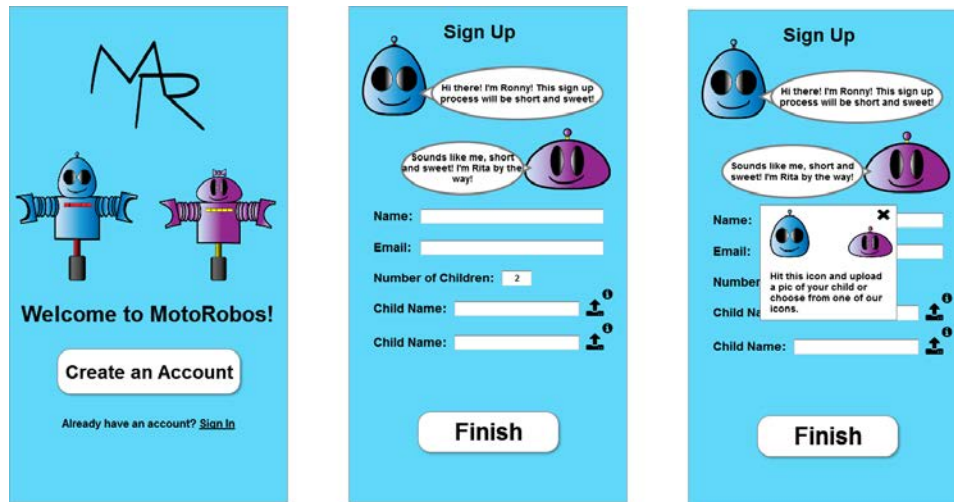 MR
Welcome to MotoRobos!
Create an Account
Already have an account? Sign In
Sign Up
Hi there! I'm Ronny! This sign up
process will be short and sweet!
Sounds like me, short
and sweet! I'm Rita by the
way!
Name:
Email:
Number of Children: 2
Child Name:
Child Name:
Finish
Sign Up
Hi there! I'm Ronny! This sign up
process will be short and sweet!
Sounds like me, short and
sweet! I'm Rita by the way!
Name:
Email:
Number
Hit this icon and upload
a pic of your child or
choose from one of our
icons.
Child Na
Child Name:
Finish